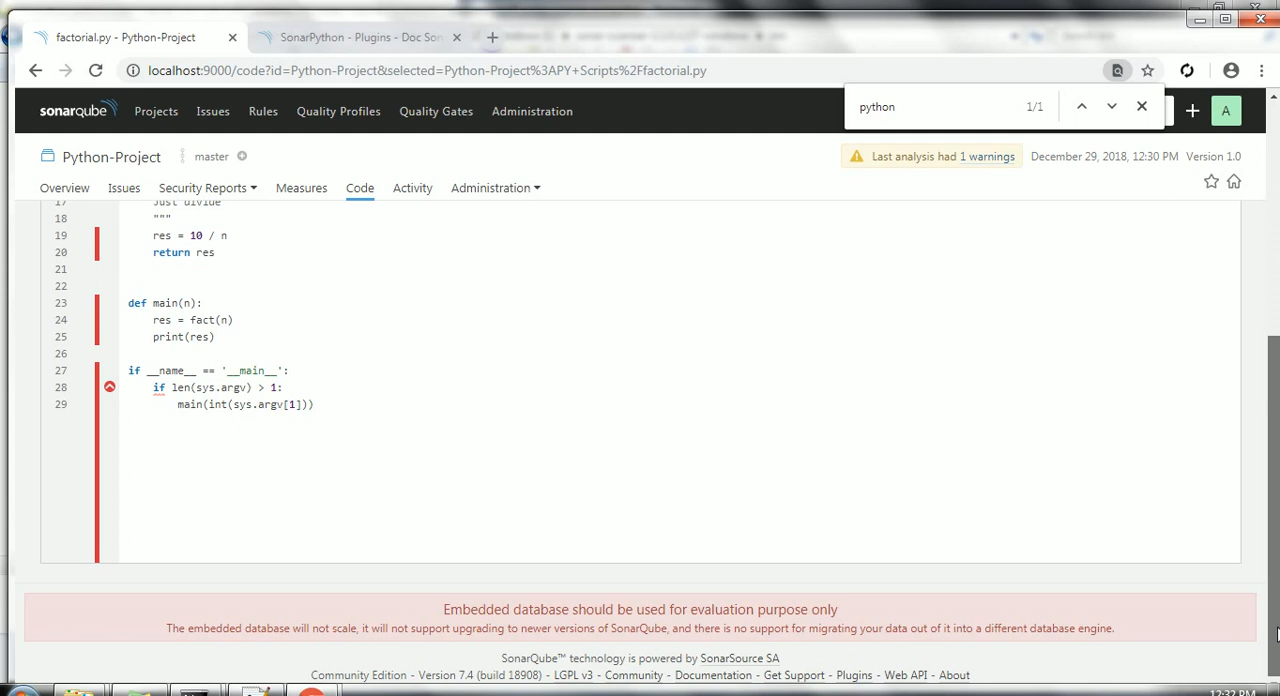 factorial.py - Python-Project
SonarPython - Plugins - Doc Son
localhost:9000/code?id=Python-Project&selected=Python-Project%3APY+Scripts%2Ffactorial.py
python 1/1
sonarqube Projects Issues Rules Quality Profiles Quality Gates Administration A
Python-Project master Last analysis had 1 warnings December 29, 2018, 12:30 PM Version 1.0
Overview Issues Security Reports Measures Code Activity Administration
17 Just divide
18 """
19 res = 10 / n
20 return res
21
22
23 def main(n):
24 res = fact(n)
25 print(res)
26
27 if __name__ == '__main__':
28 if len(sys.argv) > 1:
29 main(int(sys.argv[1]))
Embedded database should be used for evaluation purpose only
The embedded database will not scale, it will not support upgrading to newer versions of SonarQube, and there is no support for migrating your data out of it into a different database engine.
SonarQube™ technology is powered by SonarSource SA
Community Edition - Version 7.4 (build 18908) - LGPL v3 - Community - Documentation - Get Support - Plugins - Web API - About
12:32 PM